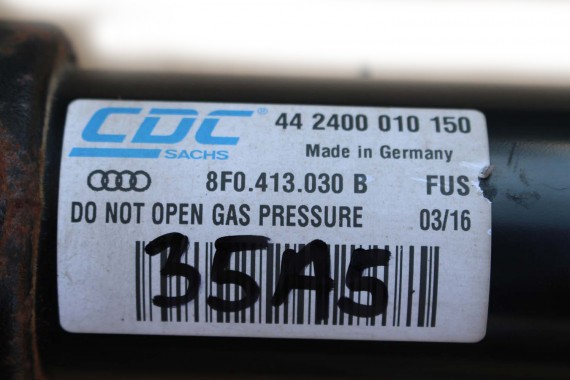 CDC® 44 2400 010 150
SACHS Made in Germany
8F0.413.030 B FUS
DO NOT OPEN GAS PRESSURE 03/16
35A5